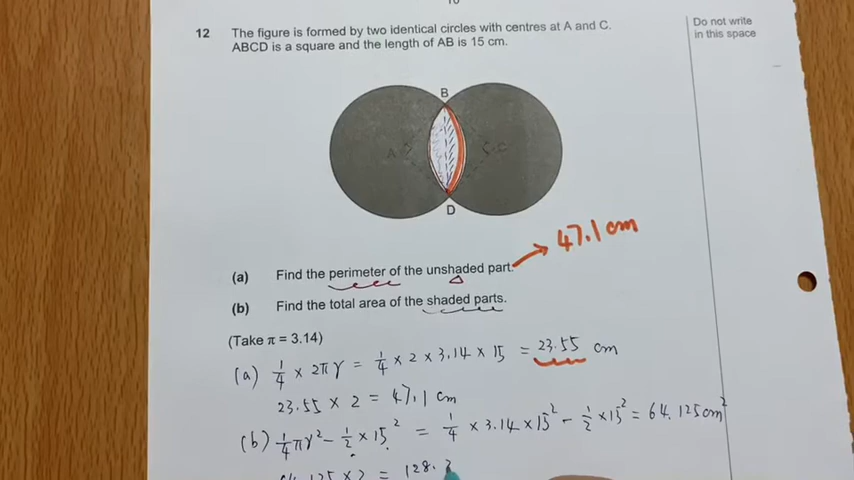 12 The figure is formed by two identical circles with centres at A and C.
ABCD is a square and the length of AB is 15 cm.
Do not write
in this space
B
A
C
D
47.1 cm
(a) Find the perimeter of the unshaded part.
(b) Find the total area of the shaded parts.
(Take π = 3.14)
(a) 1/4 × 2πr = 1/4 × 2 × 3.14 × 15 = 23.55 cm
23.55 × 2 = 47.1 cm
(b) 1/4 πr² - 1/2 × 15² = 1/4 × 3.14 × 15² - 1/2 × 15² = 64.125 cm²
× 2 = 128.